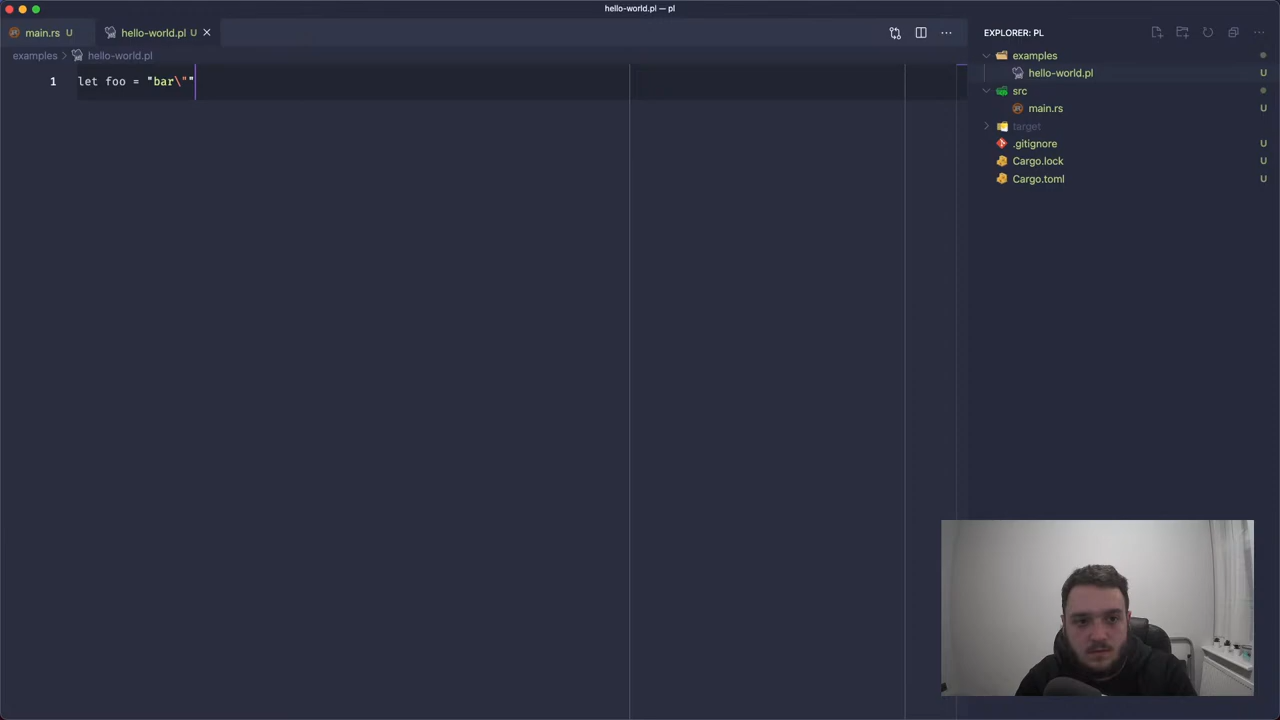 hello-world.pl — pl
main.rs U hello-world.pl U
EXPLORER: PL
examples > hello-world.pl
1 let foo = "bar\""
examples
hello-world.pl U
src
main.rs U
target
.gitignore U
Cargo.lock U
Cargo.toml U